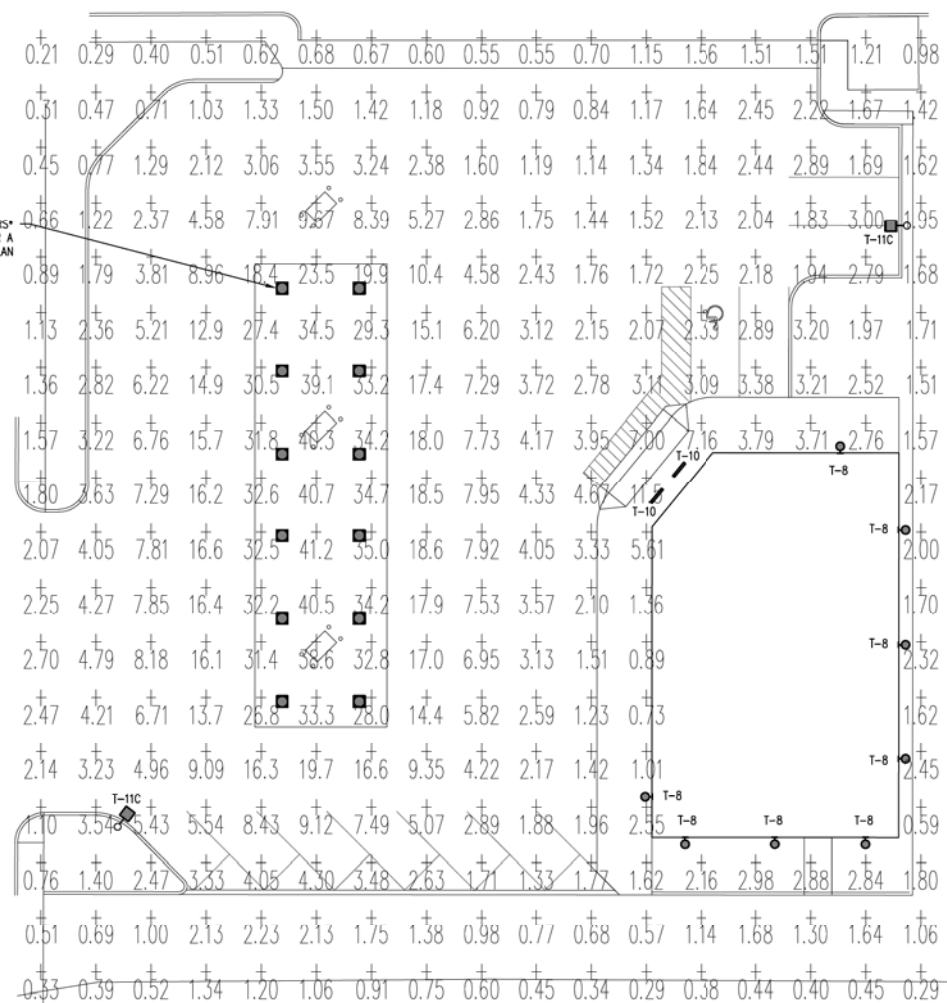 0.21 0.29 0.40 0.51 0.62 0.68 0.67 0.60 0.55 0.55 0.70 1.15 1.56 1.51 1.51 1.21 0.98
0.31 0.47 0.71 1.03 1.33 1.50 1.42 1.18 0.92 0.79 0.84 1.17 1.64 2.45 2.22 1.67 1.42
0.45 0.77 1.29 2.12 3.06 3.55 3.24 2.38 1.60 1.19 1.14 1.34 1.84 2.44 2.89 1.69 1.62
RS*
0.66 1.22 2.37 4.58 7.91 8.39 5.27 2.86 1.75 1.44 1.52 2.13 2.04 1.83 3.00 .95
R A
T-11C
LAN
0.89 1.79 3.81 8.96 18.4 23.5 19.9 10.4 4.58 2.43 1.76 1.72 2.25 2.18 1.94 2.79 1.68
1.13 2.36 5.21 12.9 27.4 34.5 29.3 15.1 6.20 3.12 2.15 2.07 2.35 2.89 3.20 1.97 1.71
1.36 2.82 6.22 14.9 30.5 39.1 33.2 17.4 7.29 3.72 2.78 3.11 3.09 3.38 3.21 2.52 1.51
1.57 3.22 6.76 15.7 31.8 40.3 34.2 18.0 7.73 4.17 3.95 7.00 7.16 3.79 3.71 2.76 1.57
T-10
T-8
1.80 3.63 7.29 16.2 32.6 40.7 34.7 18.5 7.95 4.33 4.67 11.5 2.17
T-10
T-8
2.07 4.05 7.81 16.6 32.5 41.2 35.0 18.6 7.92 4.05 3.33 5.61 2.00
2.25 4.27 7.85 16.4 32.2 40.5 34.2 17.9 7.53 3.57 2.10 1.36 1.70
T-8
2.70 4.79 8.18 16.1 31.4 32.8 17.0 6.95 3.13 1.51 0.89 2.32
2.47 4.21 6.71 13.7 26.8 33.3 28.0 14.4 5.82 2.59 1.23 0.73 1.62
T-8
2.14 3.23 4.96 9.09 16.3 19.7 16.6 9.35 4.22 2.17 1.42 1.01 2.45
T-11C
T-8
1.10 3.54 5.43 5.54 8.43 9.12 7.49 5.07 2.89 1.88 1.96 2.55 0.59
T-8 T-8 T-8
0.76 1.40 2.47 3.33 4.05 4.30 3.48 2.63 1.71 1.33 1.77 1.62 2.16 2.98 2.88 2.84 1.80
0.51 0.69 1.00 2.13 2.23 2.13 1.75 1.38 0.98 0.77 0.68 0.57 1.14 1.68 1.30 1.64 1.06
0.33 0.39 0.52 1.34 1.20 1.06 0.91 0.75 0.60 0.45 0.34 0.29 0.38 0.44 0.40 0.45 0.29